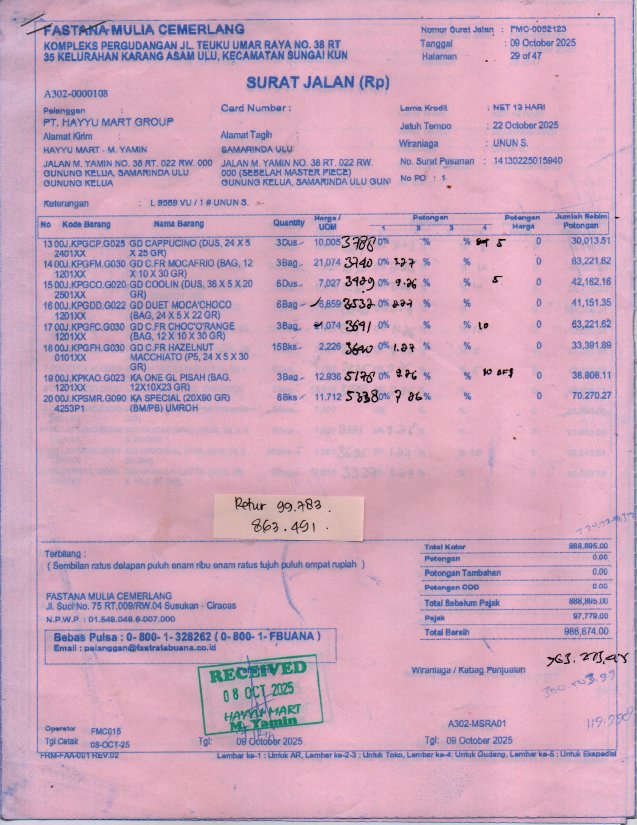 FASTANA MULIA CEMERLANG
KOMPLEKS PERGUDANGAN JL. TEUKU UMAR RAYA NO. 38 RT
35 KELURAHAN KARANG ASAM ULU, KECAMATAN SUNGAI KUN
Nomor Surat Jalan : FMC-0052123
Tanggal : 09 October 2025
Halaman : 29 of 47
SURAT JALAN (Rp)
A302-0000108
Pelanggan :
PT. HAYYU MART GROUP
Alamat Kirim :
HAYYU MART - M. YAMIN
JALAN M. YAMIN NO. 38 RT. 022 RW. 000
GUNUNG KELUA, SAMARINDA ULU
GUNUNG KELUA
Card Number :
Alamat Tagih :
SAMARINDA ULU
JALAN M. YAMIN NO. 38 RT. 022 RW.
000 (SEBELAH MASTER PIECE)
GUNUNG KELUA, SAMARINDA ULU GUN
Lama Kredit : NET 13 HARI
Jatuh Tempo : 22 October 2025
Wiraniaga : UNUN S.
No. Surat Pesanan : 14130225015940
No PO : 1
Keterangan : L 9569 VU / 1 # UNUN S.
No Kode Barang Nama Barang Quantity Harga / UOM Potongan 1 2 3 4 Potongan Harga Jumlah Seblm Potongan
13 00J.KPGCP.G025 GD CAPPUCINO (DUS, 24 X 5 3Dus 10,005 3788 0% % % 5 0 30,013.51
2401XX X 25 GR)
14 00J.KPGFM.G030 GD C.FR MOCAFRIO (BAG, 12 3Bag 21,074 3740 0% 1.27 % % 0 63,221.62
1201XX X 10 X 30 GR)
15 00J.KPGCO.G020 GD COOLIN (DUS, 36 X 5 X 20 6Dus 7,027 0% % % 5 0 42,162.16
2501XX GR)
16 00J.KPGDD.G022 GD DUET MOCA'CHOCO 6Bag 6,859 3532 0% % % 0 41,151.35
1201XX (BAG, 24 X 5 X 22 GR)
17 00J.KPGFC.G030 GD C.FR CHOC'O'RANGE 3Bag 21,074 3691 0% % % 10 0 63,221.62
1201XX (BAG, 12 X 10 X 30 GR)
18 00J.KPGFH.G030 GD C.FR HAZELNUT 15Bks 2,226 3640 0% 1.27 % % 0 33,391.89
0101XX MACCHIATO (P5, 24 X 5 X 30
GR)
19 00J.KPKAO.G023 KA ONE GL PISAH (BAG. 3Bag 12.936 5178 0% % % 0 38,808.11
1201XX 12X10X23 GR)
20 00J.KPSMR.G090 KA SPECIAL (20X90 GR) 6Bks 11.712 5338 0% % % 0 70.270.27
4253P1 (BM/PB) UMROH
Retur 99.783.
863.491.
Terbilang :
( Sembilan ratus delapan puluh enam ribu enam ratus tujuh puluh empat rupiah )
Total Kotor 888,895.00
Potongan 0.00
Potongan Tambahan 0.00
Potongan COD 0.00
Total Sebelum Pajak 888,895.00
Pajak 97,779.00
Total Bersih 986,674.00
FASTANA MULIA CEMERLANG
Jl. Suci No. 75 RT.009/RW.04 Susukan - Ciracas
N.P.W.P : 01.848.048.8-007.000
Bebas Pulsa : 0- 800- 1- 328262 ( 0- 800- 1- FBUANA )
Email : pelanggan@fastratabuana.co.id
Wiraniaga / Kabag Penjualan
RECEIVED
08 OCT 2025
HAYYU MART
M. Yamin
Operator FMC015
Tgl Cetak 08-OCT-25
Tgl: 09 October 2025
A302-MSRA01
Tgl: 09 October 2025
FRM-FAA-001 REV.02
Lembar ke-1 : Untuk AR, Lembar ke-2-3 : Untuk Toko, Lembar ke-4: Untuk Gudang, Lembar ke-5 : Untuk Ekspedisi